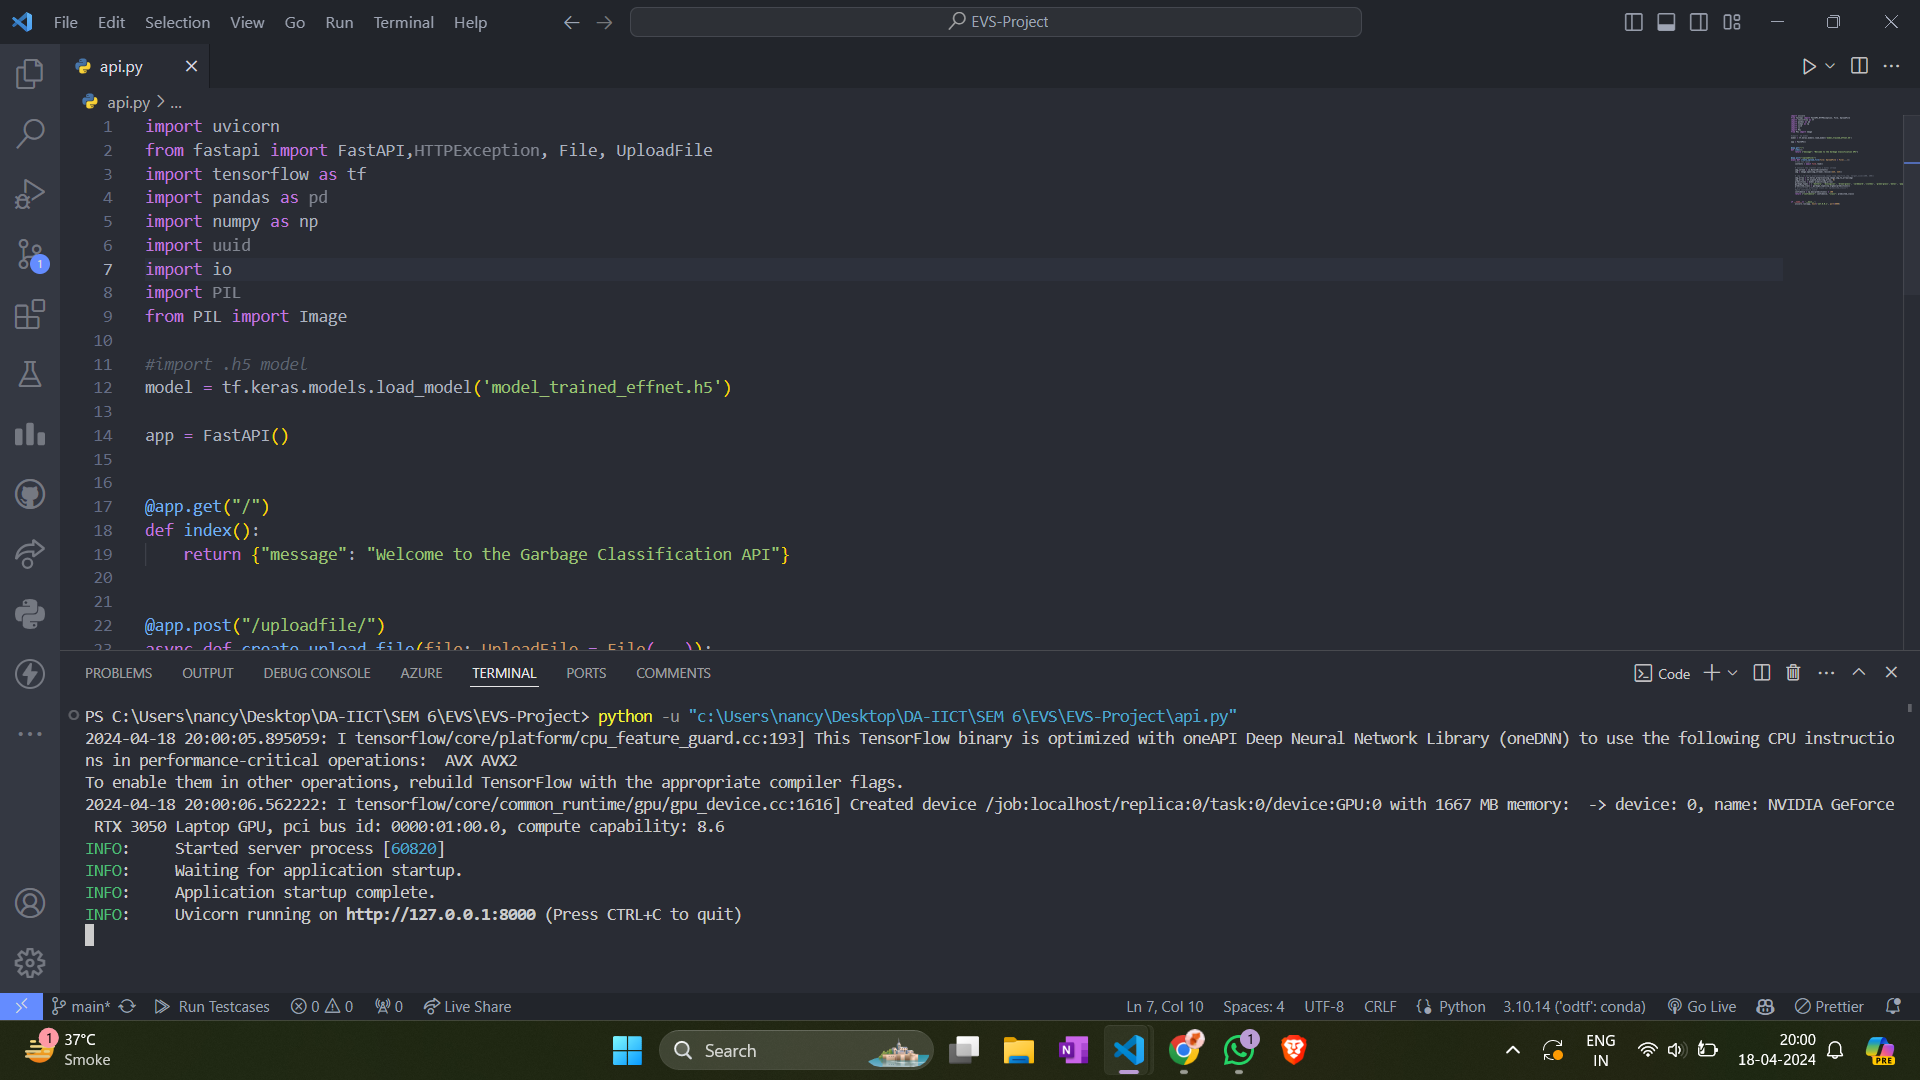 File Edit Selection View Go Run Terminal Help EVS-Project
api.py
api.py > ...
1 import uvicorn
2 from fastapi import FastAPI,HTTPException, File, UploadFile
3 import tensorflow as tf
4 import pandas as pd
5 import numpy as np
6 import uuid
7 import io
8 import PIL
9 from PIL import Image
10
11 #import .h5 model
12 model = tf.keras.models.load_model('model_trained_effnet.h5')
13
14 app = FastAPI()
15
16
17 @app.get("/")
18 def index():
19 return {"message": "Welcome to the Garbage Classification API"}
20
21
22 @app.post("/uploadfile/")
23 async def create_upload_file(file: UploadFile = File(...)):
PROBLEMS OUTPUT DEBUG CONSOLE AZURE TERMINAL PORTS COMMENTS Code
PS C:\Users\nancy\Desktop\DA-IICT\SEM 6\EVS\EVS-Project> python -u "c:\Users\nancy\Desktop\DA-IICT\SEM 6\EVS\EVS-Project\api.py"
2024-04-18 20:00:05.895059: I tensorflow/core/platform/cpu_feature_guard.cc:193] This TensorFlow binary is optimized with oneAPI Deep Neural Network Library (oneDNN) to use the following CPU instructio
ns in performance-critical operations:  AVX AVX2
To enable them in other operations, rebuild TensorFlow with the appropriate compiler flags.
2024-04-18 20:00:06.562222: I tensorflow/core/common_runtime/gpu/gpu_device.cc:1616] Created device /job:localhost/replica:0/task:0/device:GPU:0 with 1667 MB memory:  -> device: 0, name: NVIDIA GeForce
RTX 3050 Laptop GPU, pci bus id: 0000:01:00.0, compute capability: 8.6
INFO: Started server process [60820]
INFO: Waiting for application startup.
INFO: Application startup complete.
INFO: Uvicorn running on http://127.0.0.1:8000 (Press CTRL+C to quit)
main* Run Testcases 0 0 0 Live Share Ln 7, Col 10 Spaces: 4 UTF-8 CRLF {} Python 3.10.14 ('odtf': conda) Go Live Prettier
1 37°C
Smoke
Search
1
ENG
IN
20:00
18-04-2024
PRE